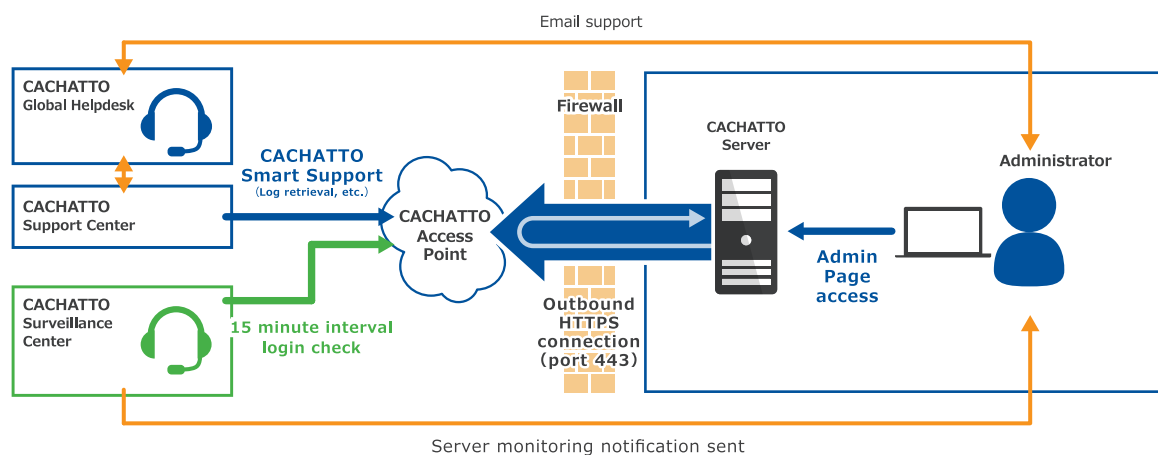 Email support
CACHATTO
Global Helpdesk
CACHATTO
Smart Support
(Log retrieval, etc.)
CACHATTO
Support Center
CACHATTO
Access
Point
Firewall
CACHATTO
Server
Administrator
Admin
Page
access
CACHATTO
Surveillance
Center
15 minute interval
login check
Outbound
HTTPS
connection
(port 443)
Server monitoring notification sent